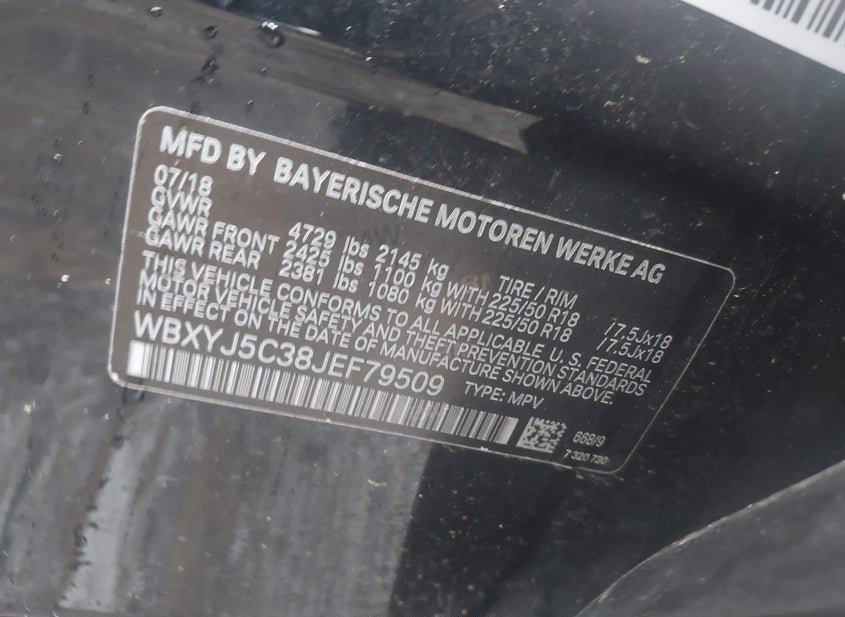 MFD BY BAYERISCHE MOTOREN WERKE AG
07/18
GVWR 4729 lbs 2145 kg TIRE / RIM
GAWR FRONT 2425 lbs 1100 kg WITH 225/50 R18 /7.5Jx18
GAWR REAR 2381 lbs 1080 kg WITH 225/50 R18 /7.5Jx18
THIS VEHICLE CONFORMS TO ALL APPLICABLE U. S. FEDERAL
MOTOR VEHICLE SAFETY AND THEFT PREVENTION STANDARDS
IN EFFECT ON THE DATE OF MANUFACTURE SHOWN ABOVE.
WBXYJ5C38JEF79509 TYPE: MPV
668/9
7 320 730